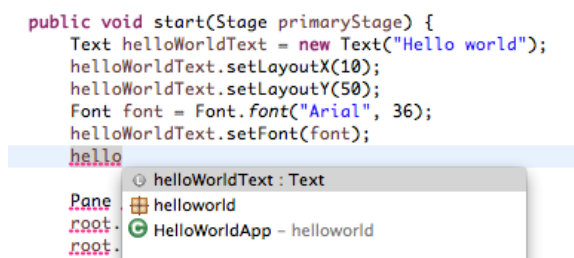 public void start(Stage primaryStage) {
Text helloWorldText = new Text("Hello world");
helloWorldText.setLayoutX(10);
helloWorldText.setLayoutY(50);
Font font = Font.font("Arial", 36);
helloWorldText.setFont(font);
hello
helloWorldText : Text
Pane
helloworld
root.
HelloWorldApp – helloworld
root.